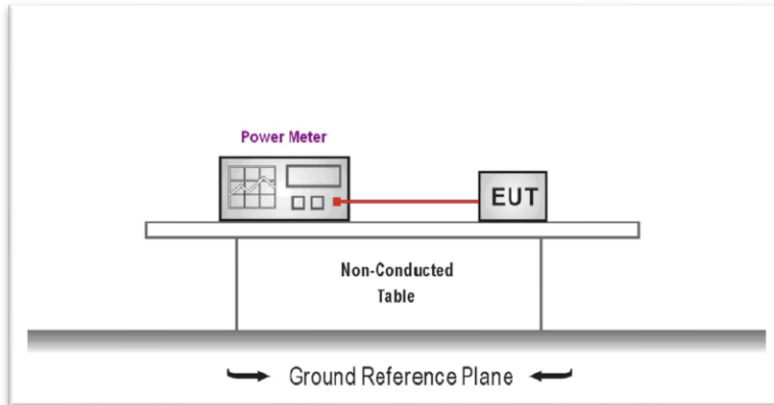 Power Meter
EUT
Non-Conducted
Table
Ground Reference Plane